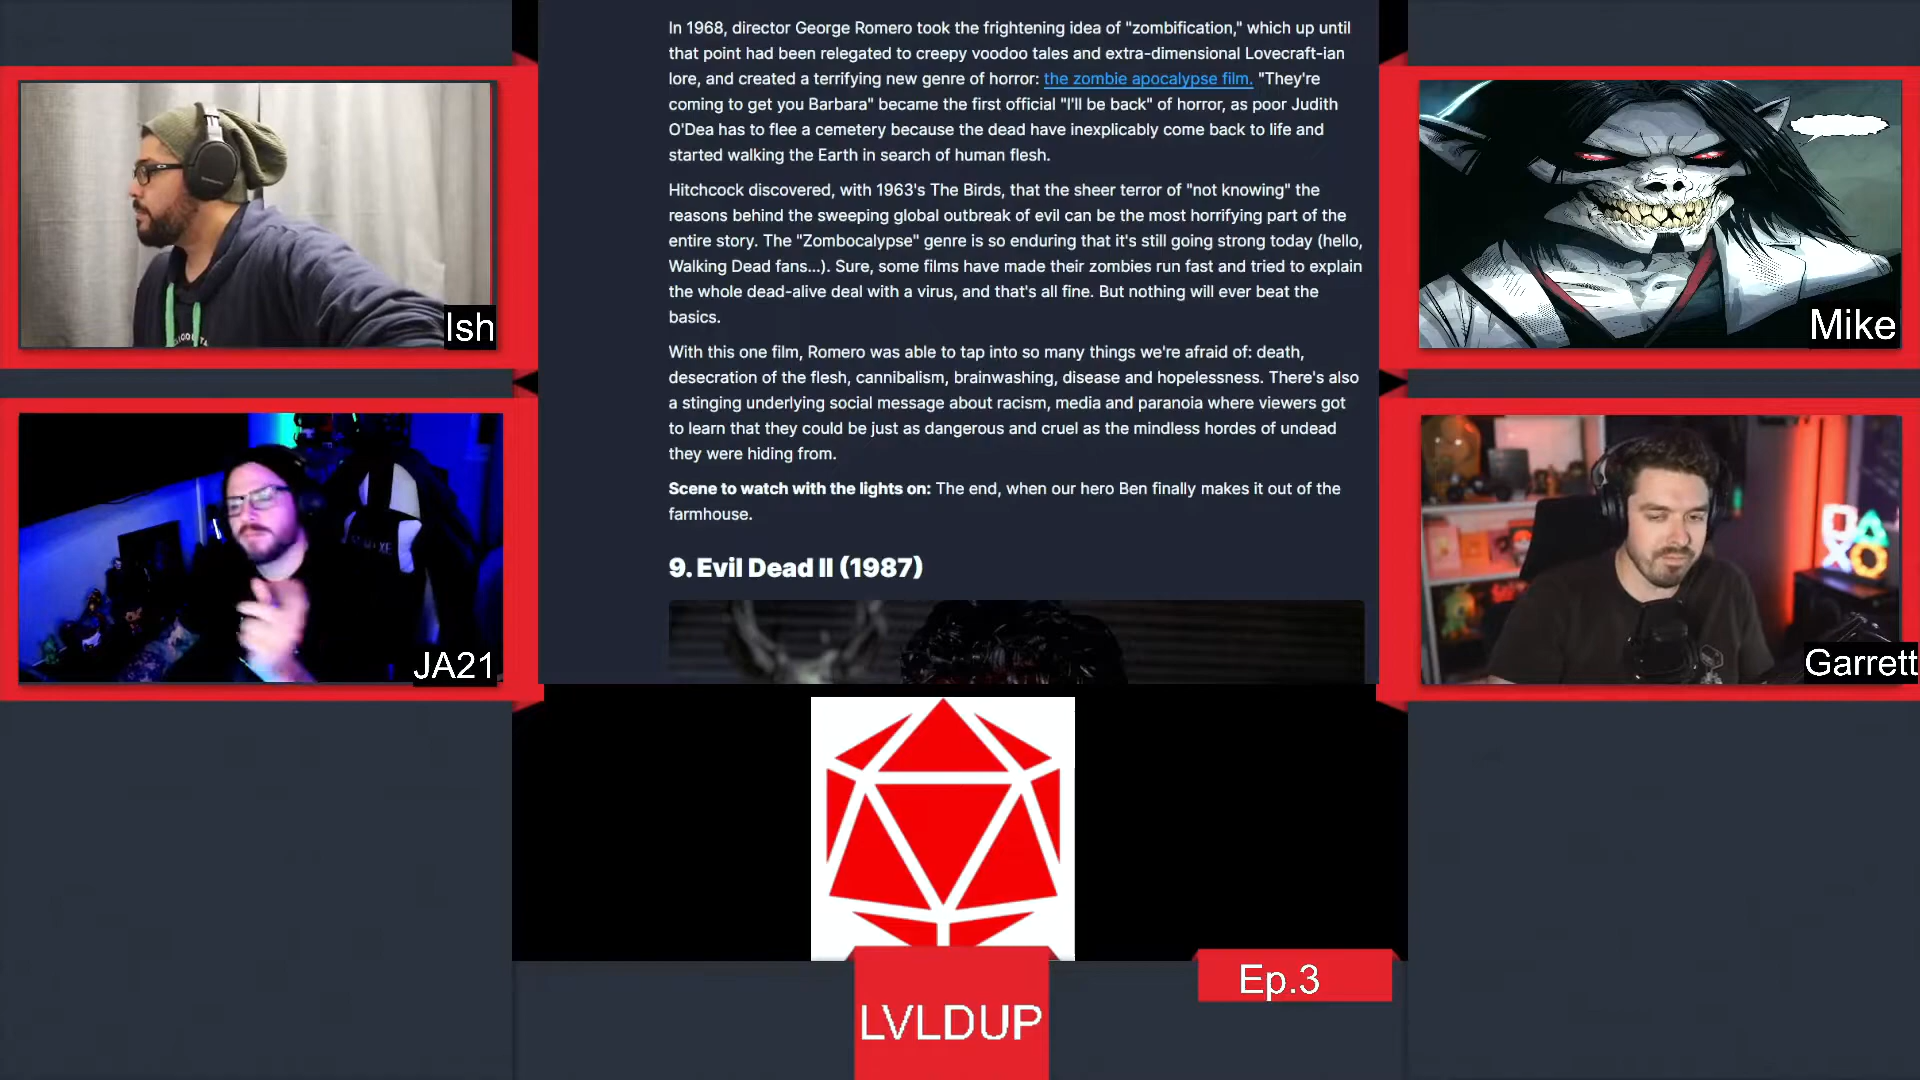 In 1968, director George Romero took the frightening idea of "zombification," which up until
that point had been relegated to creepy voodoo tales and extra-dimensional Lovecraft-ian
lore, and created a terrifying new genre of horror: the zombie apocalypse film. "They're
coming to get you Barbara" became the first official "I'll be back" of horror, as poor Judith
O'Dea has to flee a cemetery because the dead have inexplicably come back to life and
started walking the Earth in search of human flesh.
Hitchcock discovered, with 1963's The Birds, that the sheer terror of "not knowing" the
reasons behind the sweeping global outbreak of evil can be the most horrifying part of the
entire story. The "Zombocalypse" genre is so enduring that it's still going strong today (hello,
Walking Dead fans...). Sure, some films have made their zombies run fast and tried to explain
the whole dead-alive deal with a virus, and that's all fine. But nothing will ever beat the
basics.
With this one film, Romero was able to tap into so many things we're afraid of: death,
desecration of the flesh, cannibalism, brainwashing, disease and hopelessness. There's also
a stinging underlying social message about racism, media and paranoia where viewers got
to learn that they could be just as dangerous and cruel as the mindless hordes of undead
they were hiding from.
Scene to watch with the lights on: The end, when our hero Ben finally makes it out of the
farmhouse.
9. Evil Dead II (1987)
Ish
Mike
JA21
Garrett
Ep.3
LVLDUP